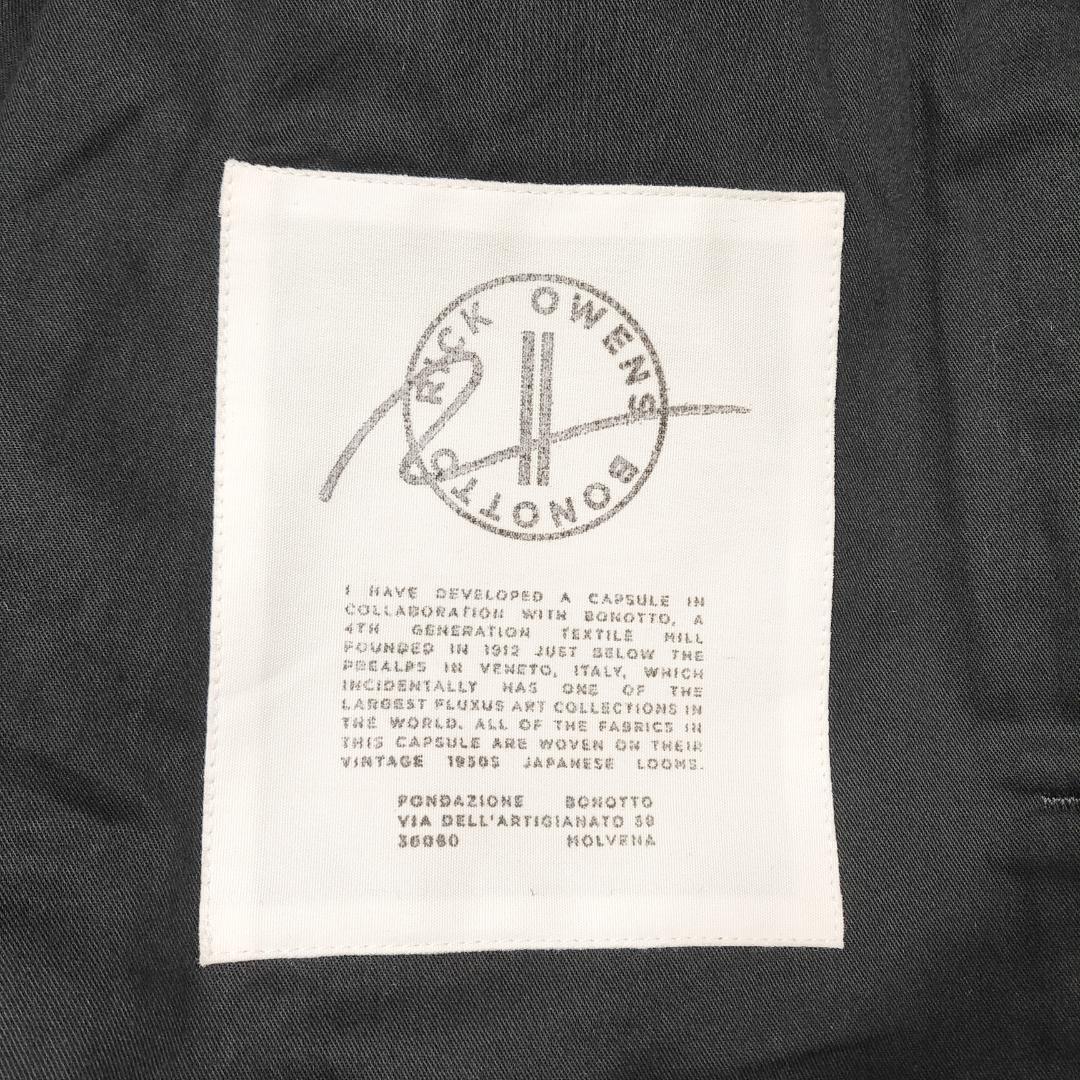 RICK OWENS
BONOTTO
I HAVE DEVELOPED A CAPSULE IN
COLLABORATION WITH BONOTTO, A
4TH GENERATION TEXTILE MILL
FOUNDED IN 1912 JUST BELOW THE
PREALPS IN VENETO, ITALY, WHICH
INCIDENTALLY HAS ONE OF THE
LARGEST FLUXUS ART COLLECTIONS IN
THE WORLD. ALL OF THE FABRICS IN
THIS CAPSULE ARE WOVEN ON THEIR
VINTAGE 1950S JAPANESE LOOMS.
FONDAZIONE BONOTTO
VIA DELL'ARTIGIANATO
36060 MOLVENA